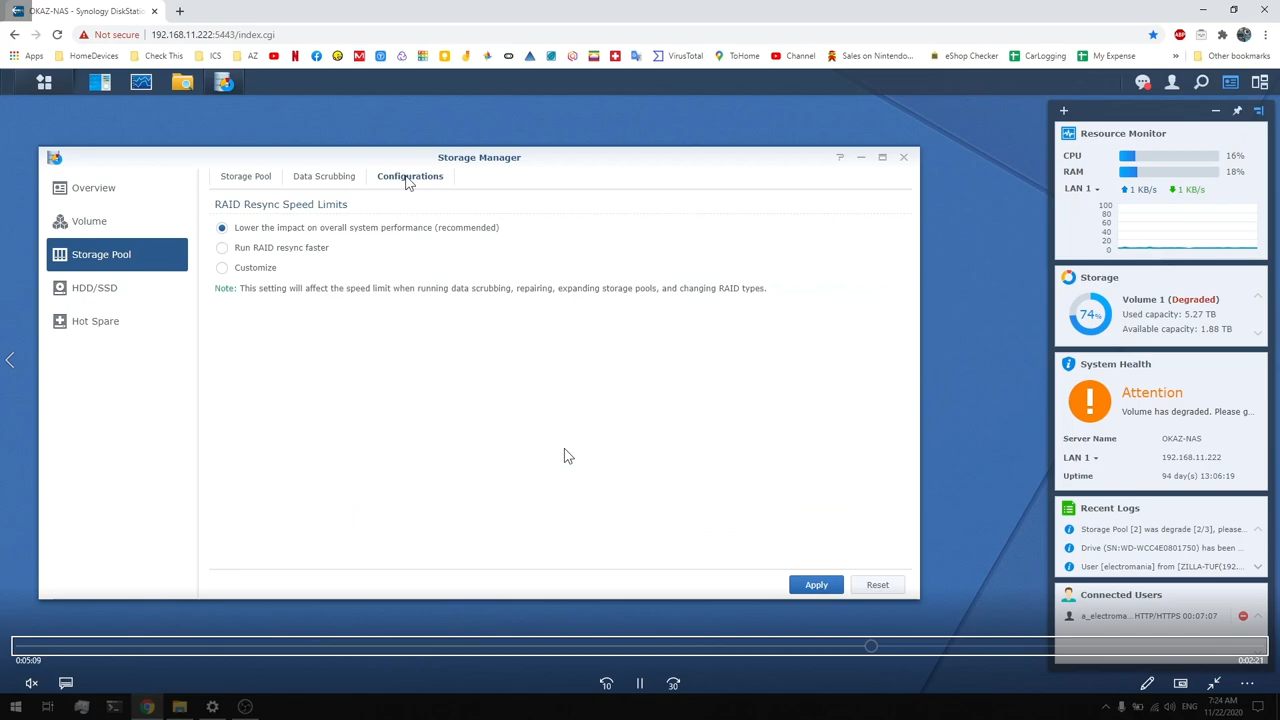 OKAZ-NAS - Synology DiskStatio
Not secure
192.168.11.222:5443/index.cgi
ABP
Apps
HomeDevices
Check This
ICS
AZ
VirusTotal
ToHome
Channel
Sales on Nintendo...
eShop Checker
CarLogging
My Expense
Other bookmarks
Storage Manager
Overview
Volume
Storage Pool
HDD/SSD
Hot Spare
Storage Pool
Data Scrubbing
Configurations
RAID Resync Speed Limits
Lower the impact on overall system performance (recommended)
Run RAID resync faster
Customize
Note: This setting will affect the speed limit when running data scrubbing, repairing, expanding storage pools, and changing RAID types.
Apply
Reset
Resource Monitor
CPU
16%
RAM
18%
LAN 1
1 KB/s
1 KB/s
100
80
60
40
20
0
Storage
74%
Volume 1 (Degraded)
Used capacity: 5.27 TB
Available capacity: 1.88 TB
System Health
Attention
Volume has degraded. Please g...
Server Name
OKAZ-NAS
LAN 1
192.168.11.222
Uptime
94 day(s) 13:06:19
Recent Logs
Storage Pool [2] was degrade [2/3], please...
Drive (SN:WD-WCC4E0801750) has been ...
User [electromania] from [ZILLA-TUF(192....
Connected Users
a_electroma...
HTTP/HTTPS
00:07:07
0:05:09
0:02:21
10
30
ENG
7:24 AM
11/22/2020